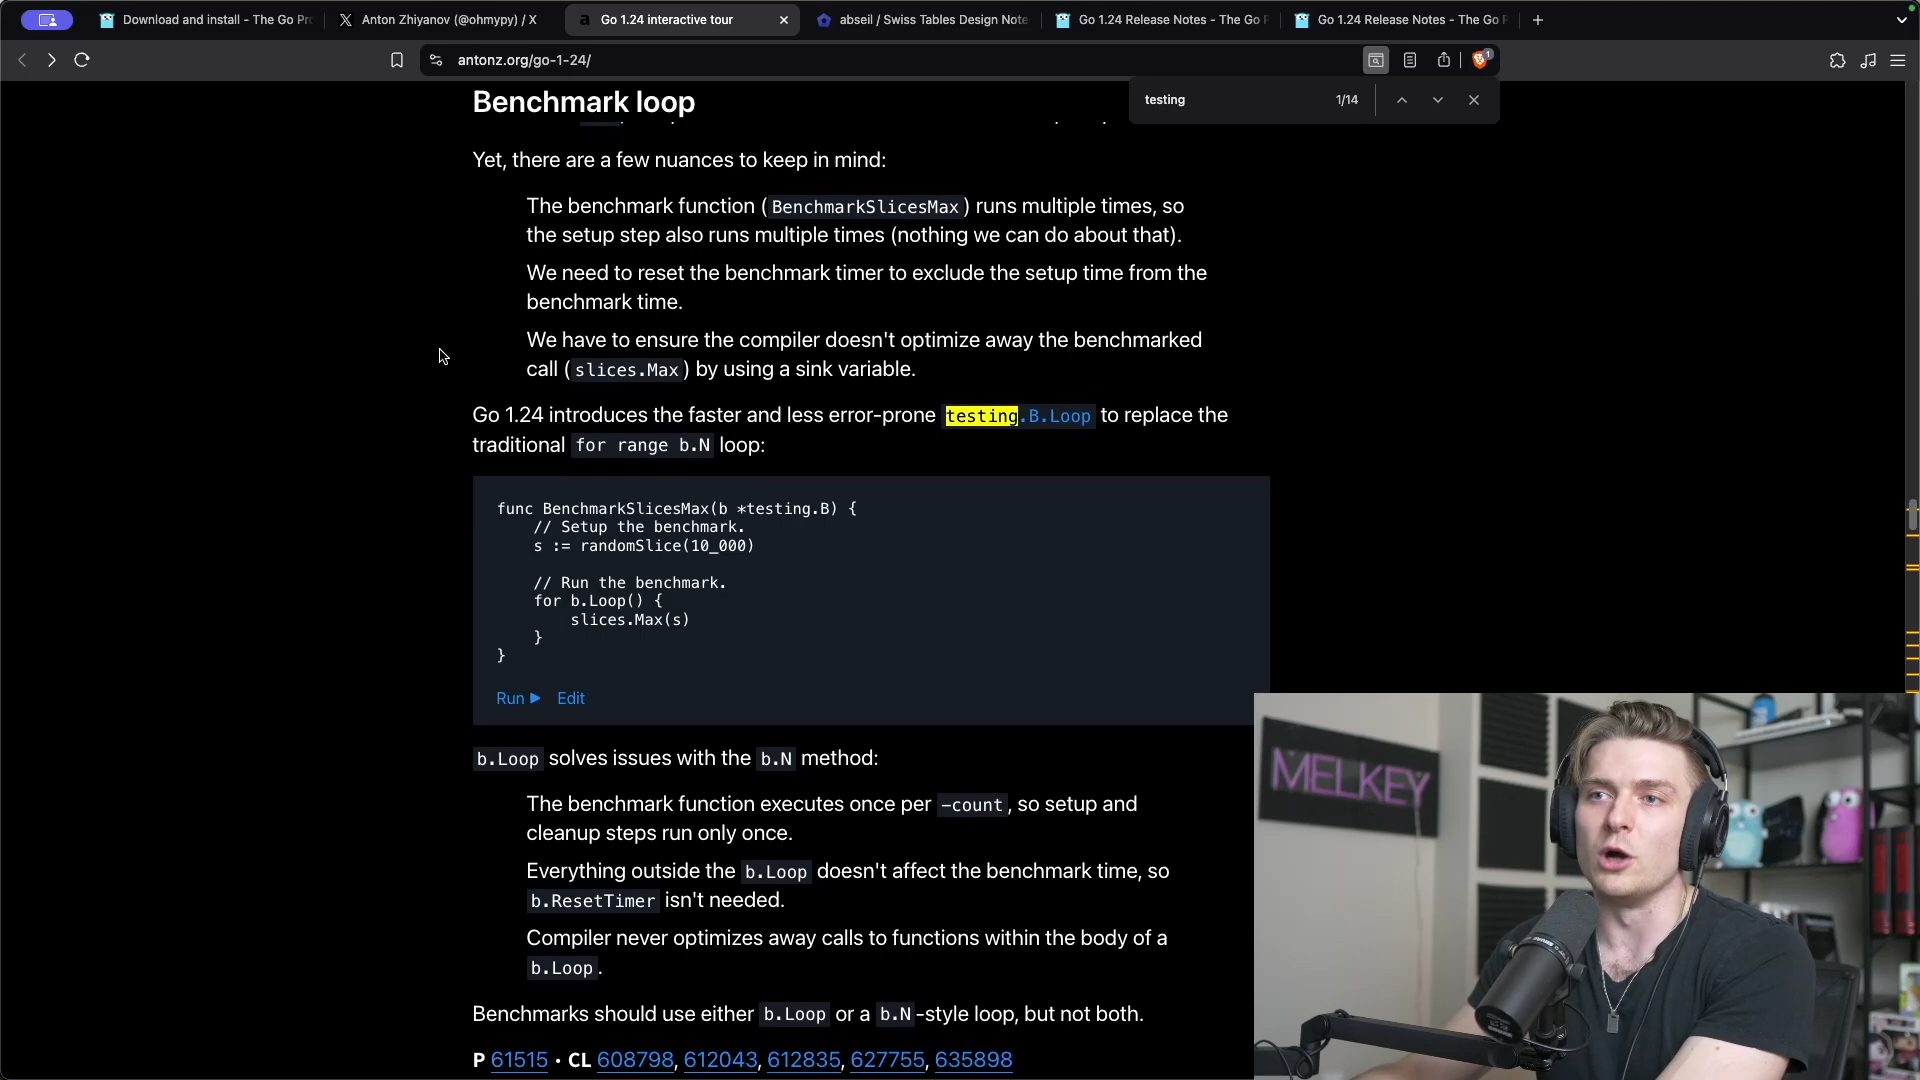 Download and install - The Go Pro
Anton Zhiyanov (@ohmypy) / X
Go 1.24 interactive tour
abseil / Swiss Tables Design Note
Go 1.24 Release Notes - The Go P
Go 1.24 Release Notes - The Go P
antonz.org/go-1-24/
1
testing
1/14
Benchmark loop
Yet, there are a few nuances to keep in mind:
The benchmark function (BenchmarkSlicesMax) runs multiple times, so
the setup step also runs multiple times (nothing we can do about that).
We need to reset the benchmark timer to exclude the setup time from the
benchmark time.
We have to ensure the compiler doesn't optimize away the benchmarked
call (slices.Max) by using a sink variable.
Go 1.24 introduces the faster and less error-prone testing.B.Loop to replace the
traditional for range b.N loop:
func BenchmarkSlicesMax(b *testing.B) {
// Setup the benchmark.
s := randomSlice(10_000)
// Run the benchmark.
for b.Loop() {
slices.Max(s)
}
}
Run Edit
b.Loop solves issues with the b.N method:
The benchmark function executes once per -count, so setup and
cleanup steps run only once.
Everything outside the b.Loop doesn't affect the benchmark time, so
b.ResetTimer isn't needed.
Compiler never optimizes away calls to functions within the body of a
b.Loop.
Benchmarks should use either b.Loop or a b.N-style loop, but not both.
P 61515 • CL 608798, 612043, 612835, 627755, 635898
MELKEY